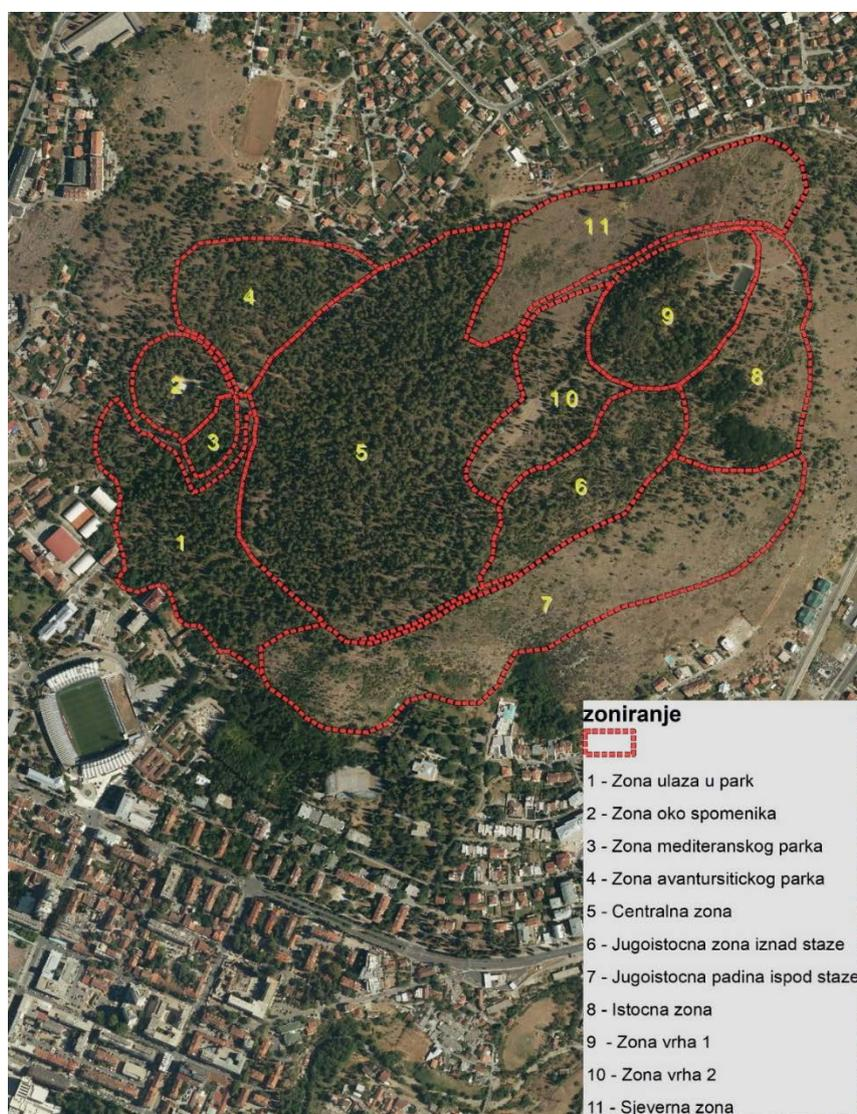 11
4
9
2
8
10
3
5
6
1
7
zoniranje
1 - Zona ulaza u park
2 - Zona oko spomenika
3 - Zona mediteranskog parka
4 - Zona avantursitickog parka
5 - Centralna zona
6 - Jugoistocna zona iznad staze
7 - Jugoistocna padina ispod staze
8 - Istocna zona
9 - Zona vrha 1
10 - Zona vrha 2
11 - Sjeverna zona